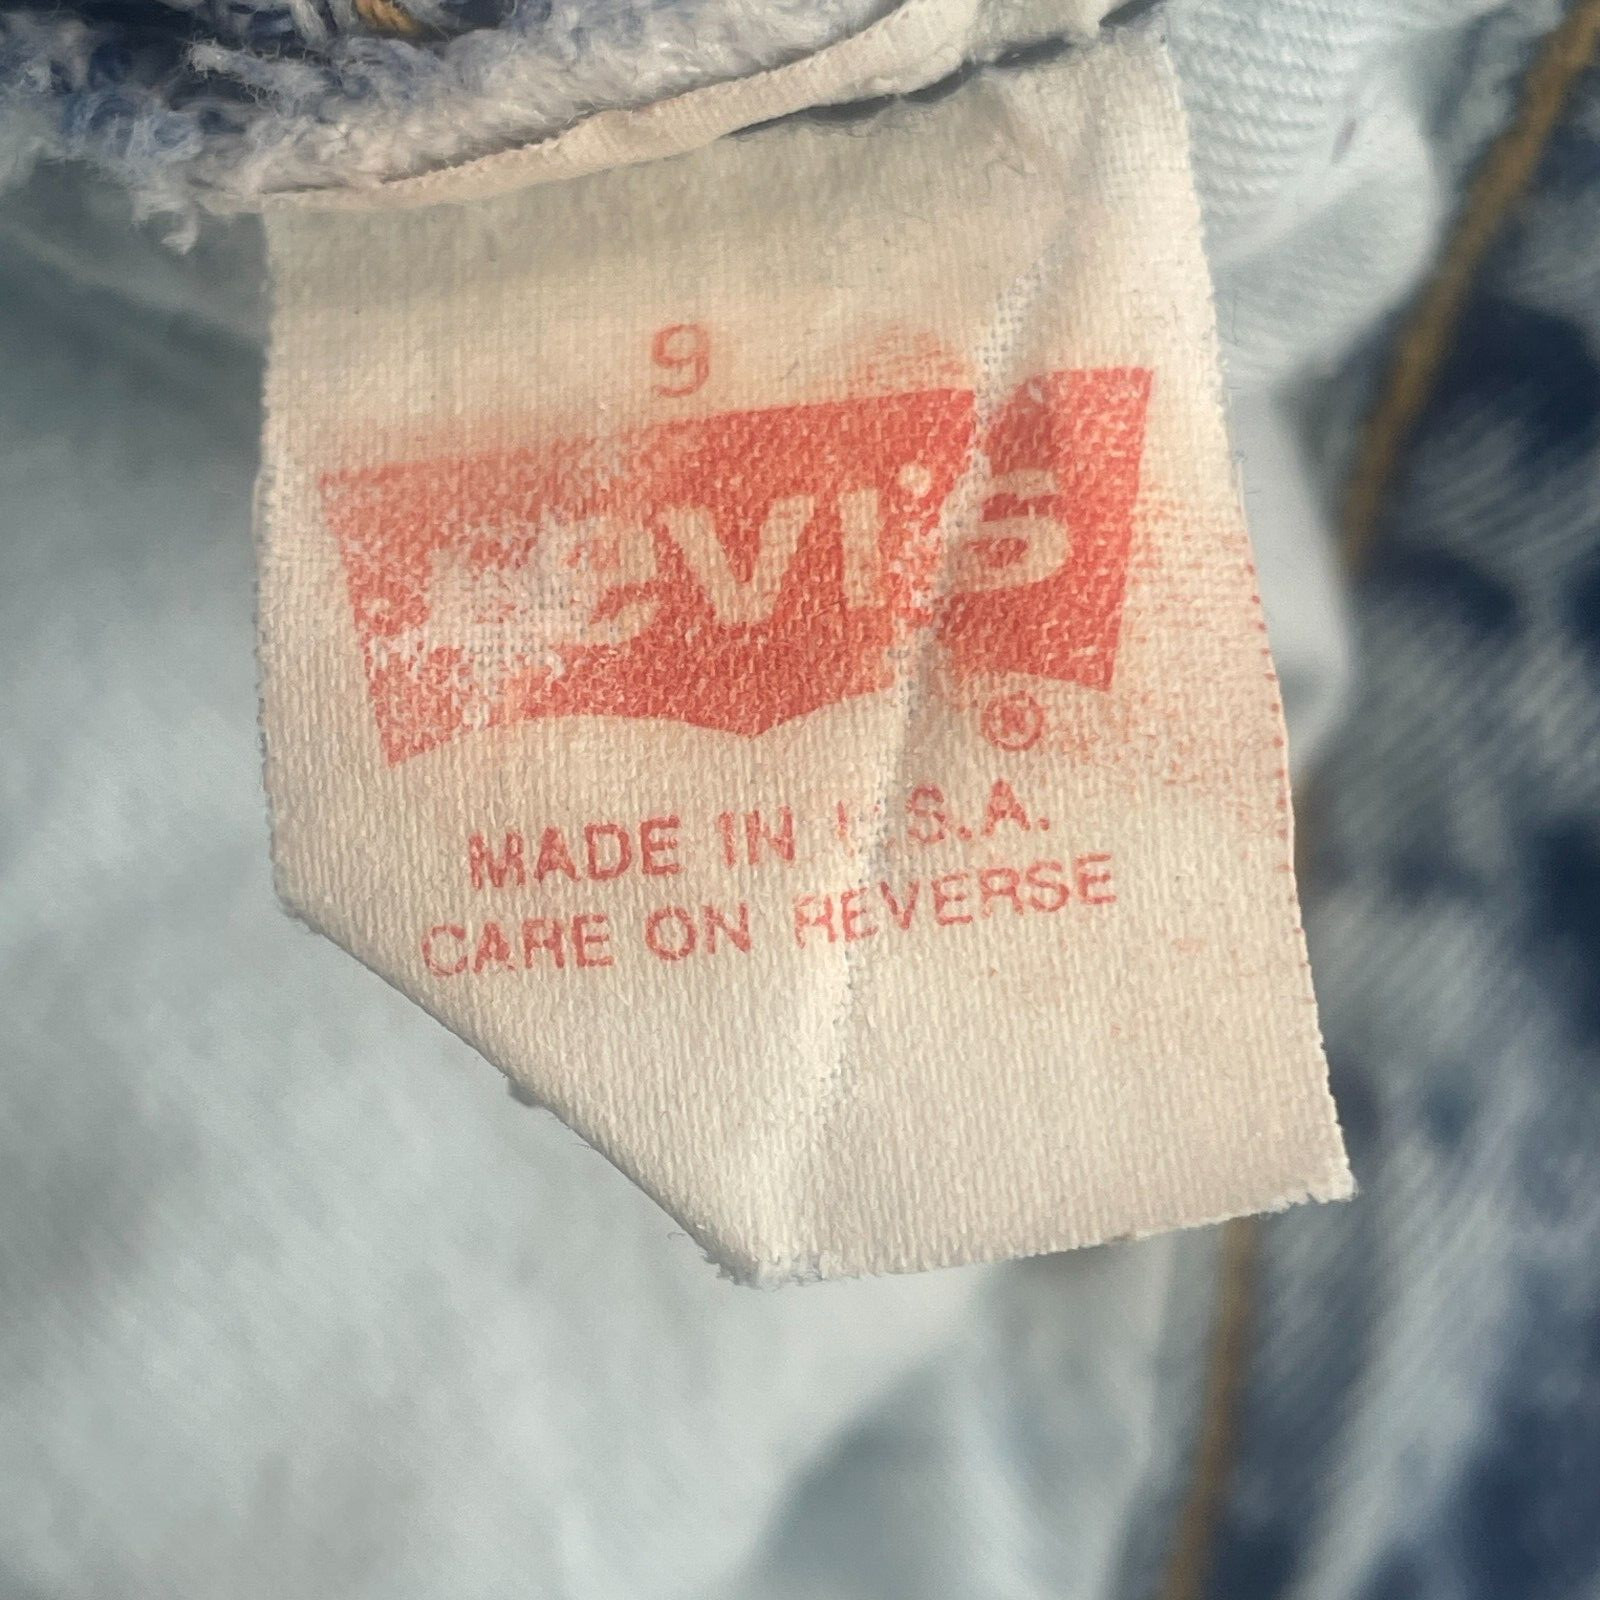 9
Levi's
®
MADE IN U.S.A.
CARE ON REVERSE